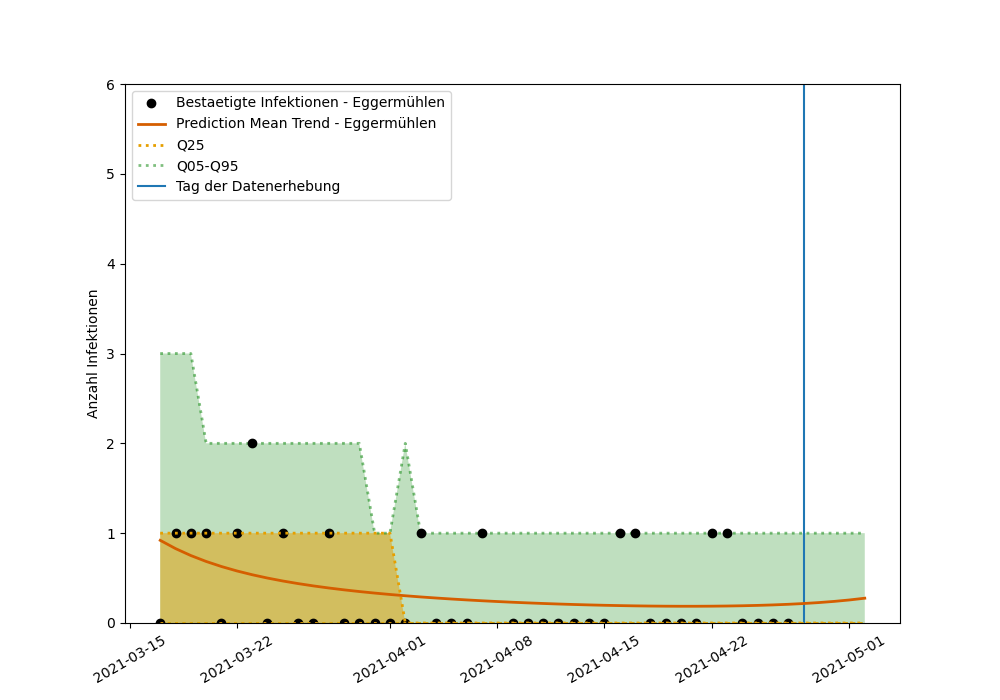 6
5
4
3
2
1
0
Anzahl Infektionen
Bestaetigte Infektionen - Eggermühlen
Prediction Mean Trend - Eggermühlen
Q25
Q05-Q95
Tag der Datenerhebung
2021-03-15
2021-03-22
2021-04-01
2021-04-08
2021-04-15
2021-04-22
2021-05-01